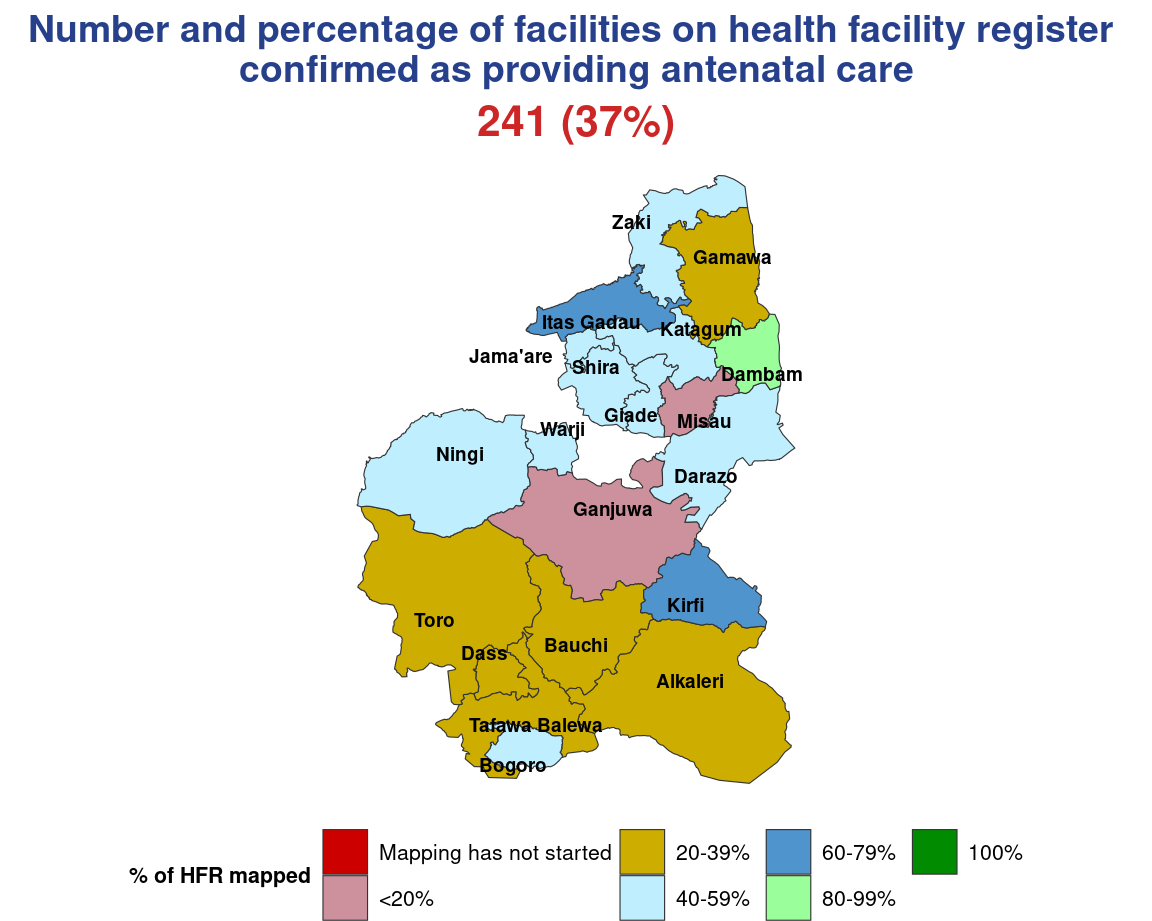 Number and percentage of facilities on health facility register
confirmed as providing antenatal care
241 (37%)
Zaki
Gamawa
Itas Gadau
Katagum
Jama'are
Shira
Dambam
Giade
Misau
Warji
Ningi
Darazo
Ganjuwa
Kirfi
Toro
Bauchi
Dass
Alkaleri
Tafawa Balewa
Bogoro
% of HFR mapped
Mapping has not started
<20%
20-39%
40-59%
60-79%
80-99%
100%